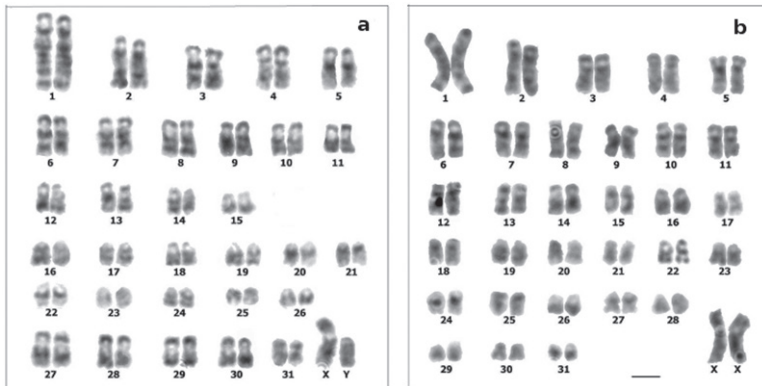 a
1 2 3 4 5
6 7 8 9 10 11
12 13 14 15
16 17 18 19 20 21
22 23 24 25 26
27 28 29 30 31 X Y
b
1 2 3 4 5
6 7 8 9 10 11
12 13 14 15 16 17
18 19 20 21 22 23
24 25 26 27 28
29 30 31 X X